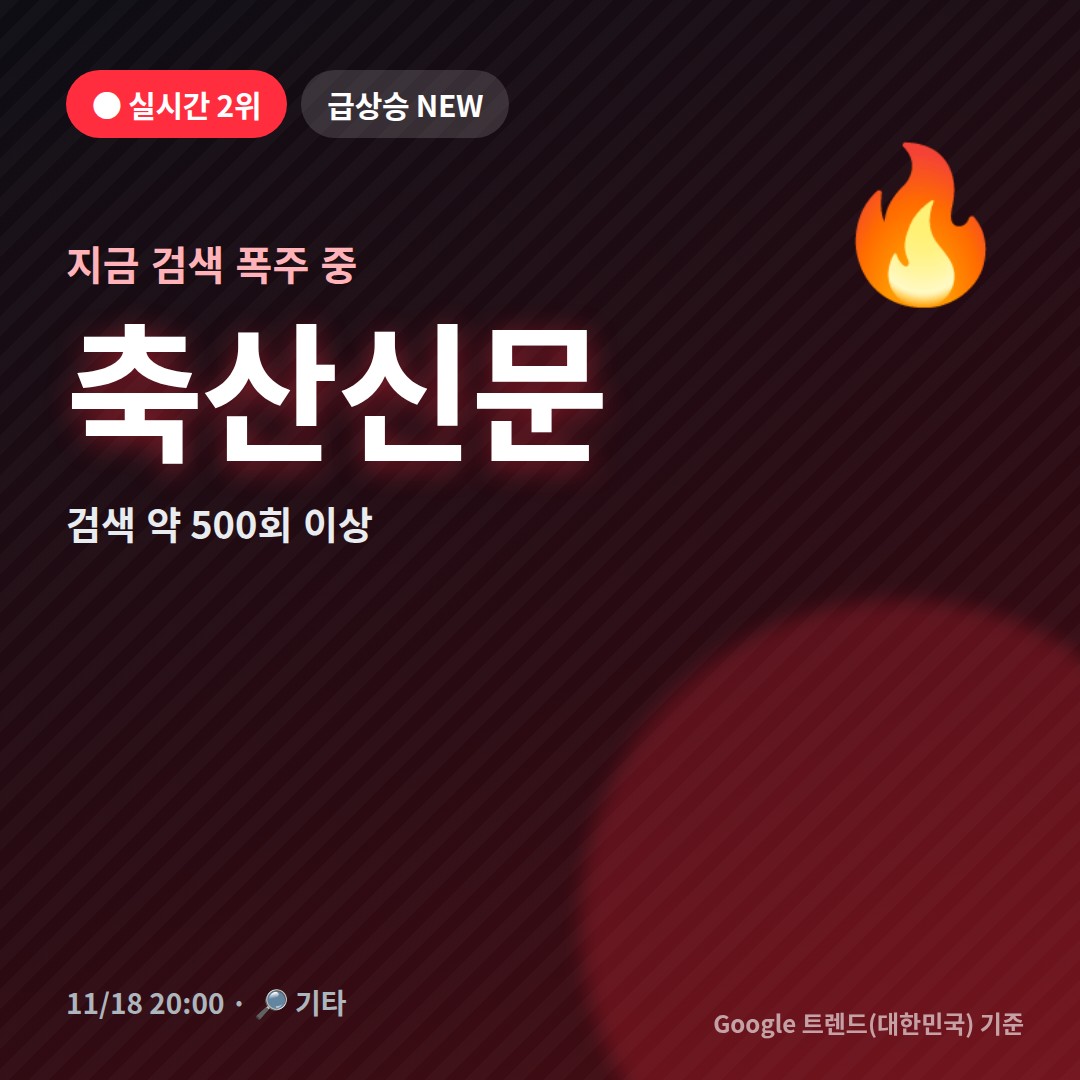 실시간 2위
급상승 NEW
지금 검색 폭주 중
축산신문
검색 약 500회 이상
11/18 20:00 · 기타
Google 트렌드(대한민국) 기준